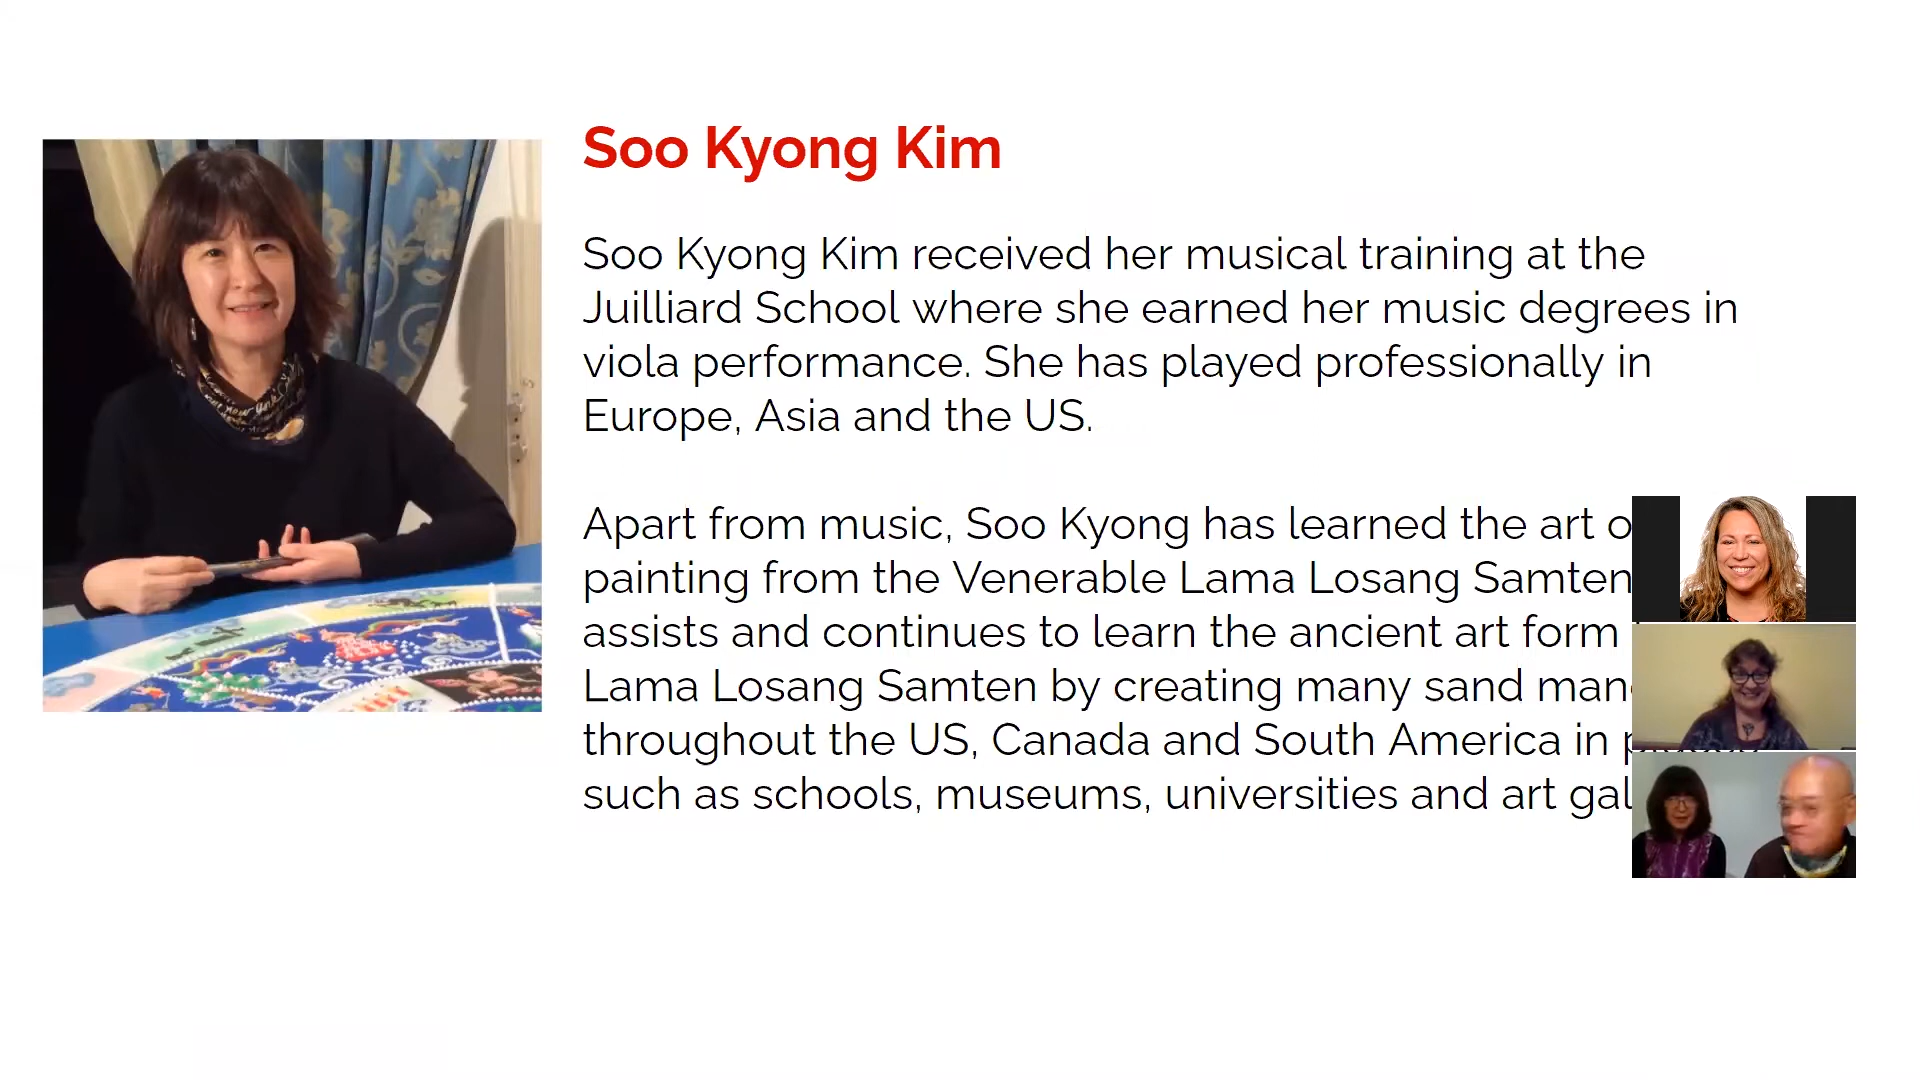 Soo Kyong Kim
Soo Kyong Kim received her musical training at the
Juilliard School where she earned her music degrees in
viola performance. She has played professionally in
Europe, Asia and the US.
Apart from music, Soo Kyong has learned the art
painting from the Venerable Lama Losang Samten
assists and continues to learn the ancient art form
Lama Losang Samten by creating many sand
throughout the US, Canada and South America in
such as schools, museums, universities and art